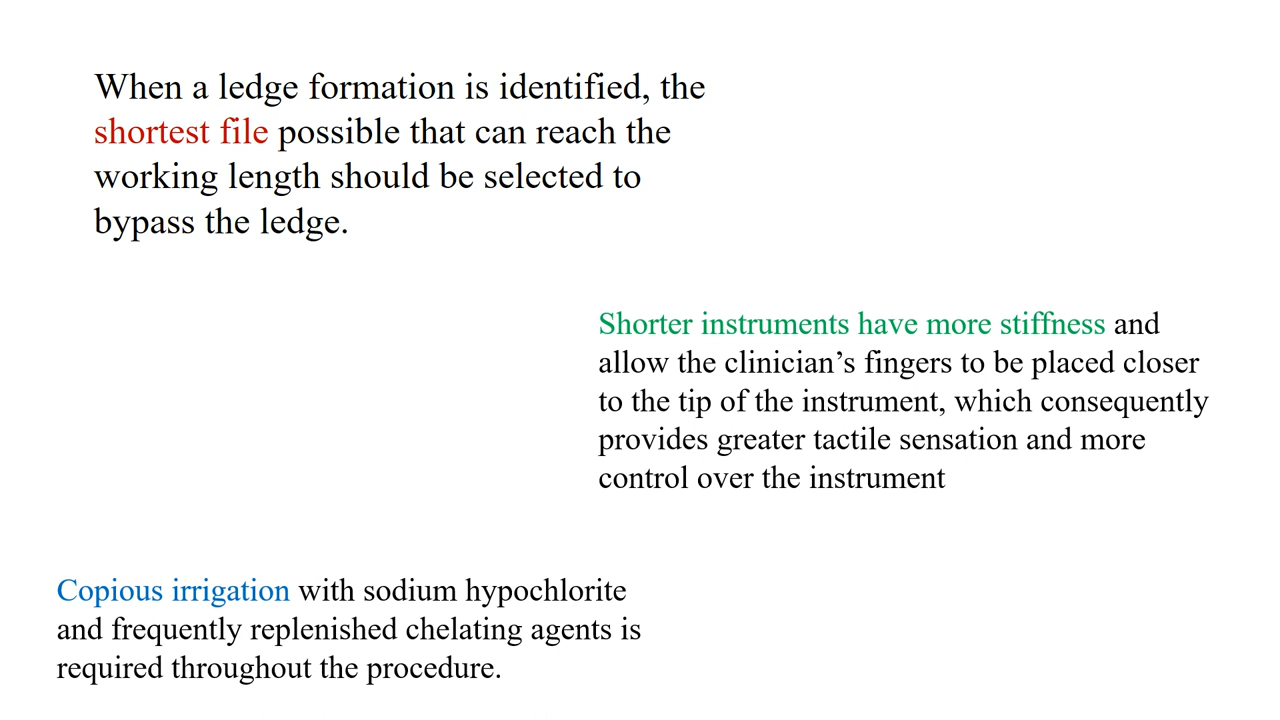 When a ledge formation is identified, the
shortest file possible that can reach the
working length should be selected to
bypass the ledge.
Shorter instruments have more stiffness and
allow the clinician’s fingers to be placed closer
to the tip of the instrument, which consequently
provides greater tactile sensation and more
control over the instrument
Copious irrigation with sodium hypochlorite
and frequently replenished chelating agents is
required throughout the procedure.